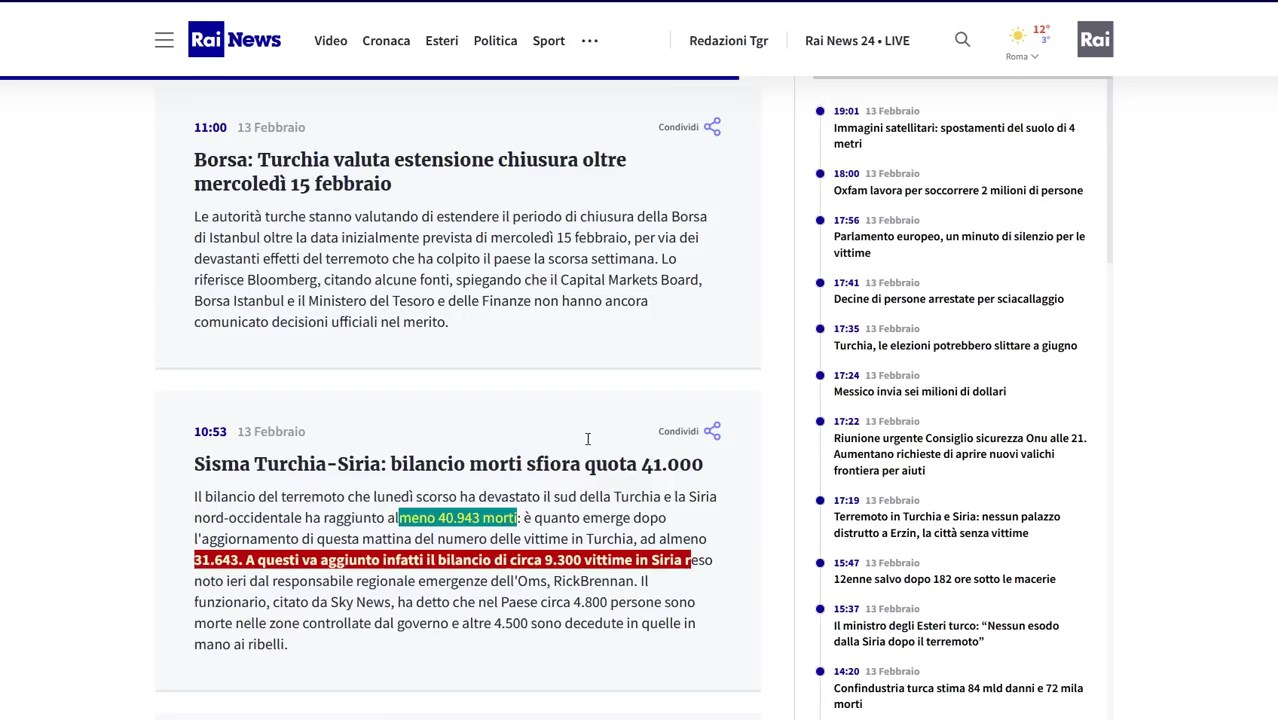 Rai News
Video Cronaca Esteri Politica Sport ...
Redazioni Tgr
Rai News 24 • LIVE
12°
3°
Roma
Rai
11:00 13 Febbraio
Condividi
Borsa: Turchia valuta estensione chiusura oltre
mercoledì 15 febbraio
Le autorità turche stanno valutando di estendere il periodo di chiusura della Borsa
di Istanbul oltre la data inizialmente prevista di mercoledì 15 febbraio, per via dei
devastanti effetti del terremoto che ha colpito il paese la scorsa settimana. Lo
riferisce Bloomberg, citando alcune fonti, spiegando che il Capital Markets Board,
Borsa Istanbul e il Ministero del Tesoro e delle Finanze non hanno ancora
comunicato decisioni ufficiali nel merito.
10:53 13 Febbraio
Condividi
Sisma Turchia-Siria: bilancio morti sfiora quota 41.000
Il bilancio del terremoto che lunedì scorso ha devastato il sud della Turchia e la Siria
nord-occidentale ha raggiunto almeno 40.943 morti: è quanto emerge dopo
l'aggiornamento di questa mattina del numero delle vittime in Turchia, ad almeno
31.643. A questi va aggiunto infatti il bilancio di circa 9.300 vittime in Siria reso
noto ieri dal responsabile regionale emergenze dell'Oms, RickBrennan. Il
funzionario, citato da Sky News, ha detto che nel Paese circa 4.800 persone sono
morte nelle zone controllate dal governo e altre 4.500 sono decedute in quelle in
mano ai ribelli.
19:01 13 Febbraio
Immagini satellitari: spostamenti del suolo di 4
metri
18:00 13 Febbraio
Oxfam lavora per soccorrere 2 milioni di persone
17:56 13 Febbraio
Parlamento europeo, un minuto di silenzio per le
vittime
17:41 13 Febbraio
Decine di persone arrestate per sciacallaggio
17:35 13 Febbraio
Turchia, le elezioni potrebbero slittare a giugno
17:24 13 Febbraio
Messico invia sei milioni di dollari
17:22 13 Febbraio
Riunione urgente Consiglio sicurezza Onu alle 21.
Aumentano richieste di aprire nuovi valichi
frontiera per aiuti
17:19 13 Febbraio
Terremoto in Turchia e Siria: nessun palazzo
distrutto a Erzin, la città senza vittime
15:47 13 Febbraio
12enne salvo dopo 182 ore sotto le macerie
15:37 13 Febbraio
Il ministro degli Esteri turco: “Nessun esodo
dalla Siria dopo il terremoto”
14:20 13 Febbraio
Confindustria turca stima 84 mld danni e 72 mila
morti